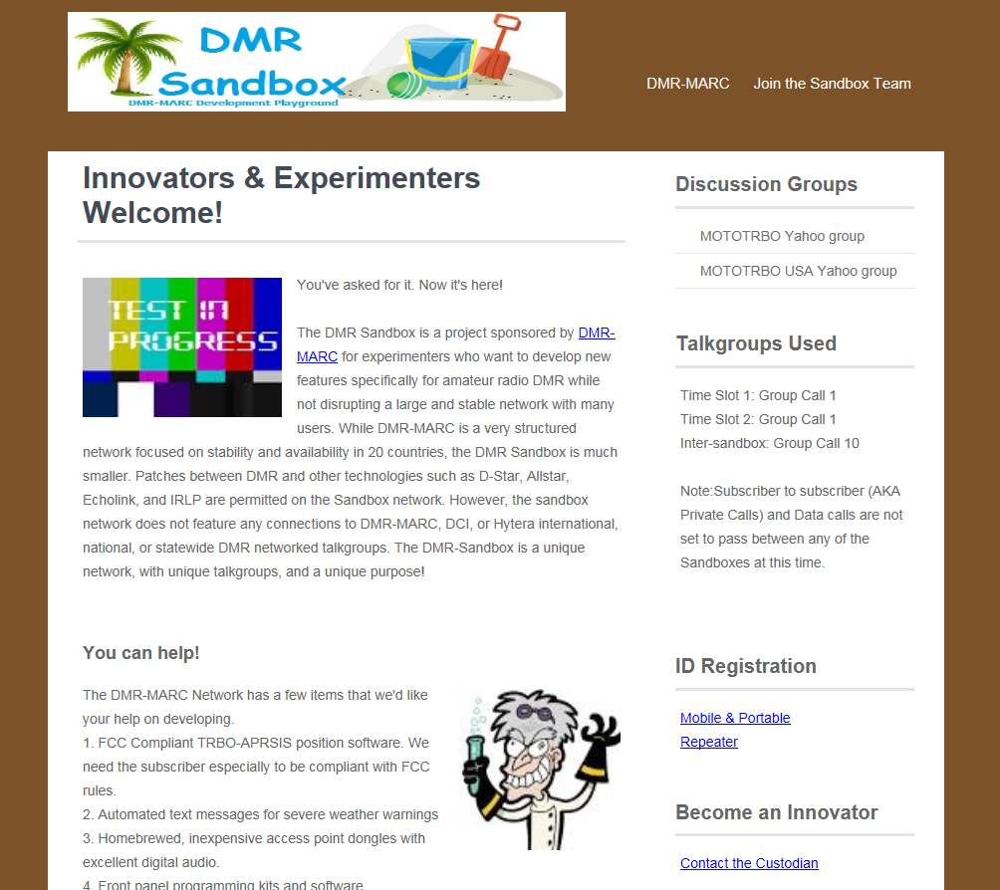 DMR
Sandbox
DMR-MARC Development Playground
DMR-MARC Join the Sandbox Team
Innovators & Experimenters
Welcome!
TEST IN
PROGRESS
You've asked for it. Now it's here!
The DMR Sandbox is a project sponsored by DMR-
MARC for experimenters who want to develop new
features specifically for amateur radio DMR while
not disrupting a large and stable network with many
users. While DMR-MARC is a very structured
network focused on stability and availability in 20 countries, the DMR Sandbox is much
smaller. Patches between DMR and other technologies such as D-Star, Allstar,
Echolink, and IRLP are permitted on the Sandbox network. However, the sandbox
network does not feature any connections to DMR-MARC, DCI, or Hytera international,
national, or statewide DMR networked talkgroups. The DMR-Sandbox is a unique
network, with unique talkgroups, and a unique purpose!
You can help!
The DMR-MARC Network has a few items that we'd like
your help on developing.
1. FCC Compliant TRBO-APRSIS position software. We
need the subscriber especially to be compliant with FCC
rules.
2. Automated text messages for severe weather warnings
3. Homebrewed, inexpensive access point dongles with
excellent digital audio.
4. Front panel programming kits and software
Discussion Groups
MOTOTRBO Yahoo group
MOTOTRBO USA Yahoo group
Talkgroups Used
Time Slot 1: Group Call 1
Time Slot 2: Group Call 1
Inter-sandbox: Group Call 10
Note:Subscriber to subscriber (AKA
Private Calls) and Data calls are not
set to pass between any of the
Sandboxes at this time.
ID Registration
Mobile & Portable
Repeater
Become an Innovator
Contact the Custodian